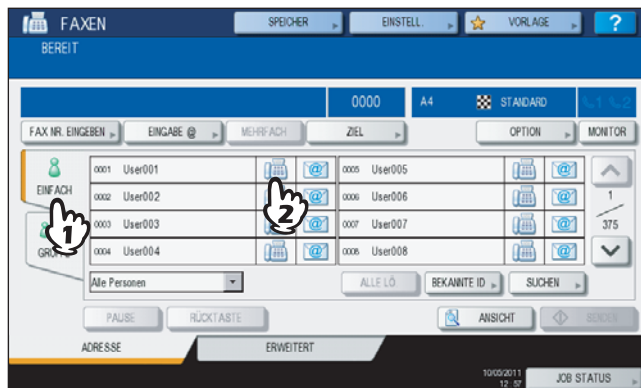 FAXEN SPEICHER EINSTELL. VORLAGE ?
BEREIT
0000 A4 STANDARD
FAX NR. EINGEBEN EINGABE @ MEHRFACH ZIEL OPTION MONITOR
EINFACH
0001 User001 @ 0005 User005 @
0002 User002 @ 0006 User006 @
0003 User003 @ 0007 User007 @
0004 User004 @ 0008 User008 @
1
375
1
2
Alle Personen ALLE LÖ BEKANNTE ID SUCHEN
PAUSE RÜCKTASTE ANSICHT SENDEN
ADRESSE ERWEITERT
10/05/2011
12:57
JOB STATUS